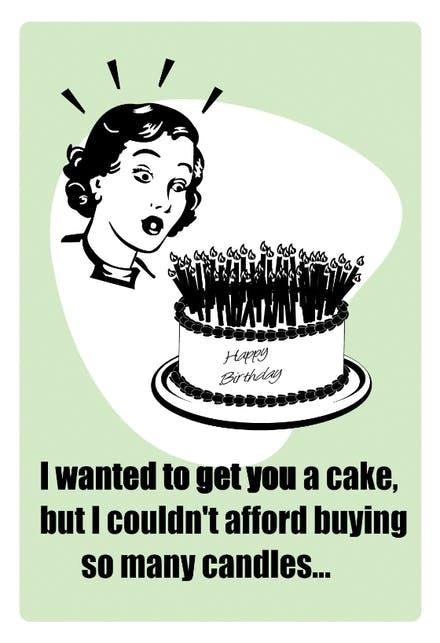 Happy
Birthday
I wanted to get you a cake,
but I couldn't afford buying
so many candles...